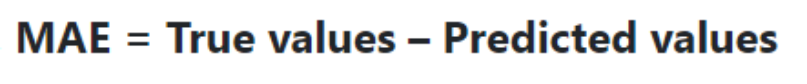 MAE = True values – Predicted values